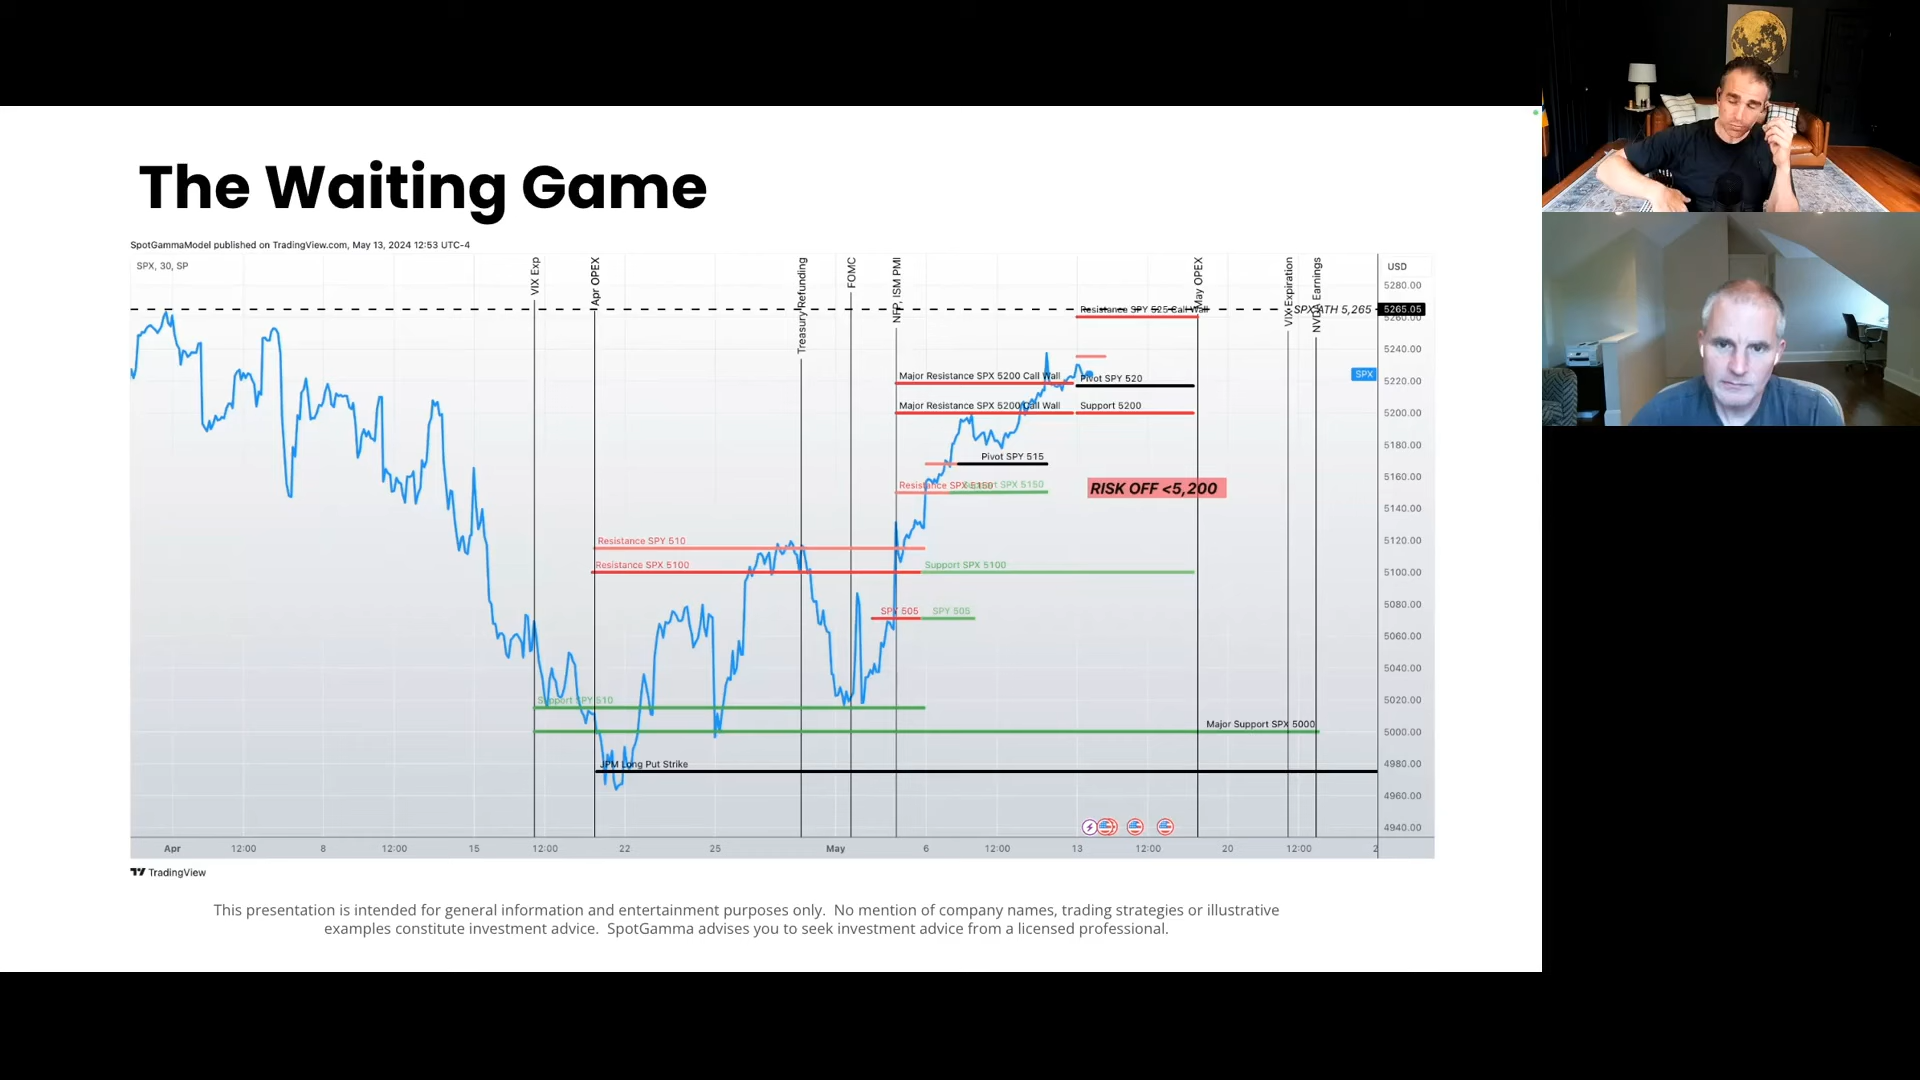 The Waiting Game
SpotGammaModel published on TradingView.com, May 13, 2024 12:53 UTC-4
SPX, 30, SP
VIX Exp
Apr OPEX
Treasury Refunding
FOMC
NFP, ISM PMI
May OPEX
VIX Expiration
NVDA Earnings
USD
5280.00
Resistance SPY 525 Call Wall
SPX ATH 5,265
5265.05
5260.00
5240.00
Major Resistance SPX 5200 Call Wall
Pivot SPY 520
SPX
5220.00
Major Resistance SPX 5200 Call Wall
Support 5200
5200.00
5180.00
Pivot SPY 515
5160.00
Resistance SPX 5150
Support SPX 5150
RISK OFF <5,200
5140.00
Resistance SPY 510
5120.00
Resistance SPX 5100
Support SPX 5100
5100.00
5080.00
SPY 505
SPY 505
5060.00
5040.00
Support SPY 510
5020.00
Major Support SPX 5000
5000.00
JPM Long Put Strike
4980.00
4960.00
4940.00
Apr 12:00 8 12:00 15 12:00 22 25 May 6 12:00 13 12:00 20 12:00 2
TradingView
This presentation is intended for general information and entertainment purposes only. No mention of company names, trading strategies or illustrative
examples constitute investment advice. SpotGamma advises you to seek investment advice from a licensed professional.